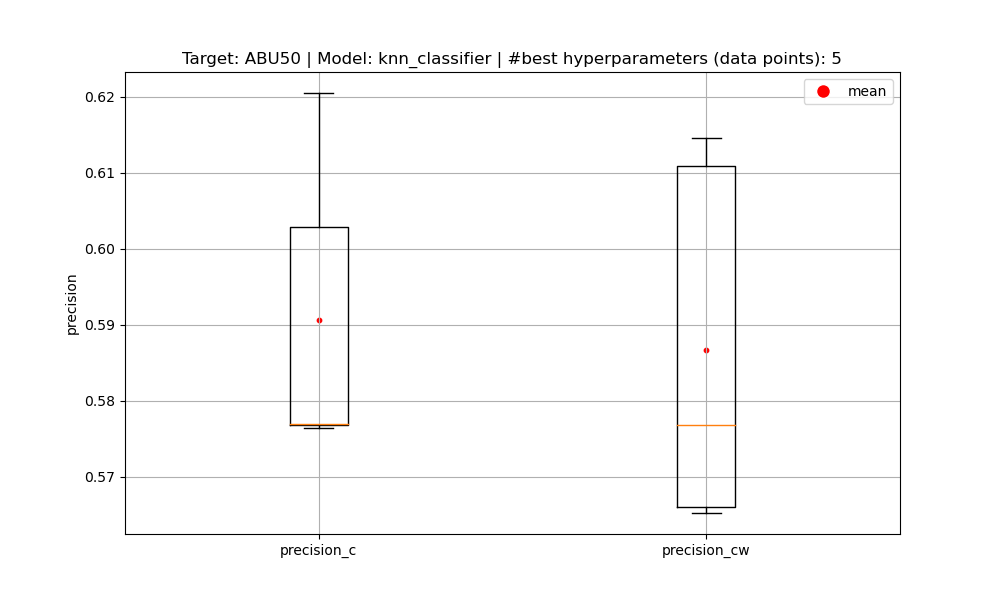 Target: ABU50 | Model: knn_classifier | #best hyperparameters (data points): 5
mean
0.62
0.61
0.60
0.59
0.58
0.57
precision
precision_c
precision_cw